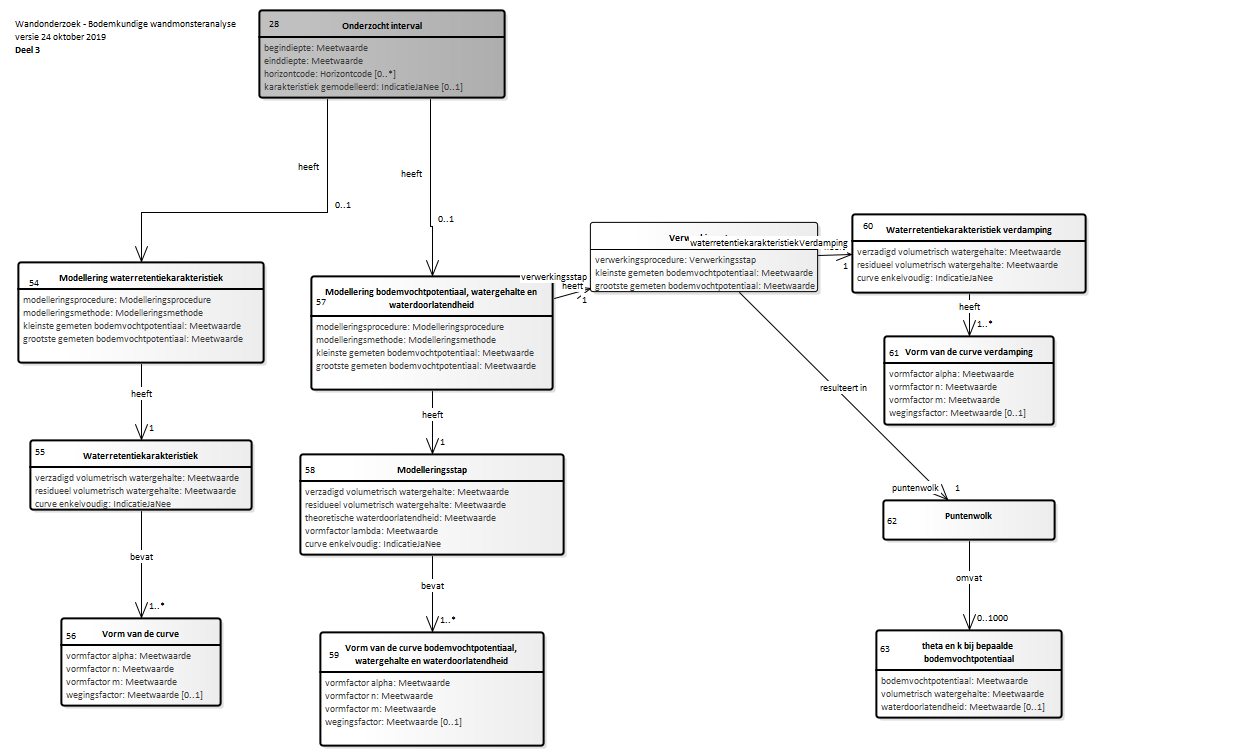 Wandonderzoek - Bodemkundige wandmonsteranalyse
versie 24 oktober 2019
Deel 3
28
Onderzocht interval
begindiepte: Meetwaarde
einddiepte: Meetwaarde
horizontcode: Horizontcode [0..*]
karakteristiek gemodelleerd: IndicatieJaNee [0..1]
heeft
0..1
heeft
0..1
54
Modellering waterretentiekarakteristiek
modelleringsprocedure: Modelleringsprocedure
modelleringsmethode: Modelleringsmethode
kleinste gemeten bodemvochtpotentiaal: Meetwaarde
grootste gemeten bodemvochtpotentiaal: Meetwaarde
heeft
1
55
Waterretentiekarakteristiek
verzadigd volumetrisch watergehalte: Meetwaarde
residueel volumetrisch watergehalte: Meetwaarde
curve enkelvoudig: IndicatieJaNee
bevat
1..*
56
Vorm van de curve
vormfactor alpha: Meetwaarde
vormfactor n: Meetwaarde
vormfactor m: Meetwaarde
wegingsfactor: Meetwaarde [0..1]
57
Modellering bodemvochtpotentiaal, watergehalte en
waterdoorlatendheid
modelleringsprocedure: Modelleringsprocedure
modelleringsmethode: Modelleringsmethode
kleinste gemeten bodemvochtpotentiaal: Meetwaarde
grootste gemeten bodemvochtpotentiaal: Meetwaarde
heeft
1
58
Modelleringsstap
verzadigd volumetrisch watergehalte: Meetwaarde
residueel volumetrisch watergehalte: Meetwaarde
theoretische waterdoorlatendheid: Meetwaarde
vormfactor lambda: Meetwaarde
curve enkelvoudig: IndicatieJaNee
bevat
1..*
59
Vorm van de curve bodemvochtpotentiaal,
watergehalte en waterdoorlatendheid
vormfactor alpha: Meetwaarde
vormfactor n: Meetwaarde
vormfactor m: Meetwaarde
wegingsfactor: Meetwaarde [0..1]
verwerkingsstap
heeft
1
waterretentiekarakteristiekVerdamping
verwerkingsprocedure: Verwerkingsstap
kleinste gemeten bodemvochtpotentiaal: Meetwaarde
grootste gemeten bodemvochtpotentiaal: Meetwaarde
1
60
Waterretentiekarakteristiek verdamping
verzadigd volumetrisch watergehalte: Meetwaarde
residueel volumetrisch watergehalte: Meetwaarde
curve enkelvoudig: IndicatieJaNee
heeft
1..*
61
Vorm van de curve verdamping
vormfactor alpha: Meetwaarde
vormfactor n: Meetwaarde
vormfactor m: Meetwaarde
wegingsfactor: Meetwaarde [0..1]
resulteert in
puntenwolk
1
62
Puntenwolk
omvat
0..1000
63
theta en k bij bepaalde
bodemvochtpotentiaal
bodemvochtpotentiaal: Meetwaarde
volumetrisch watergehalte: Meetwaarde
waterdoorlatendheid: Meetwaarde [0..1]